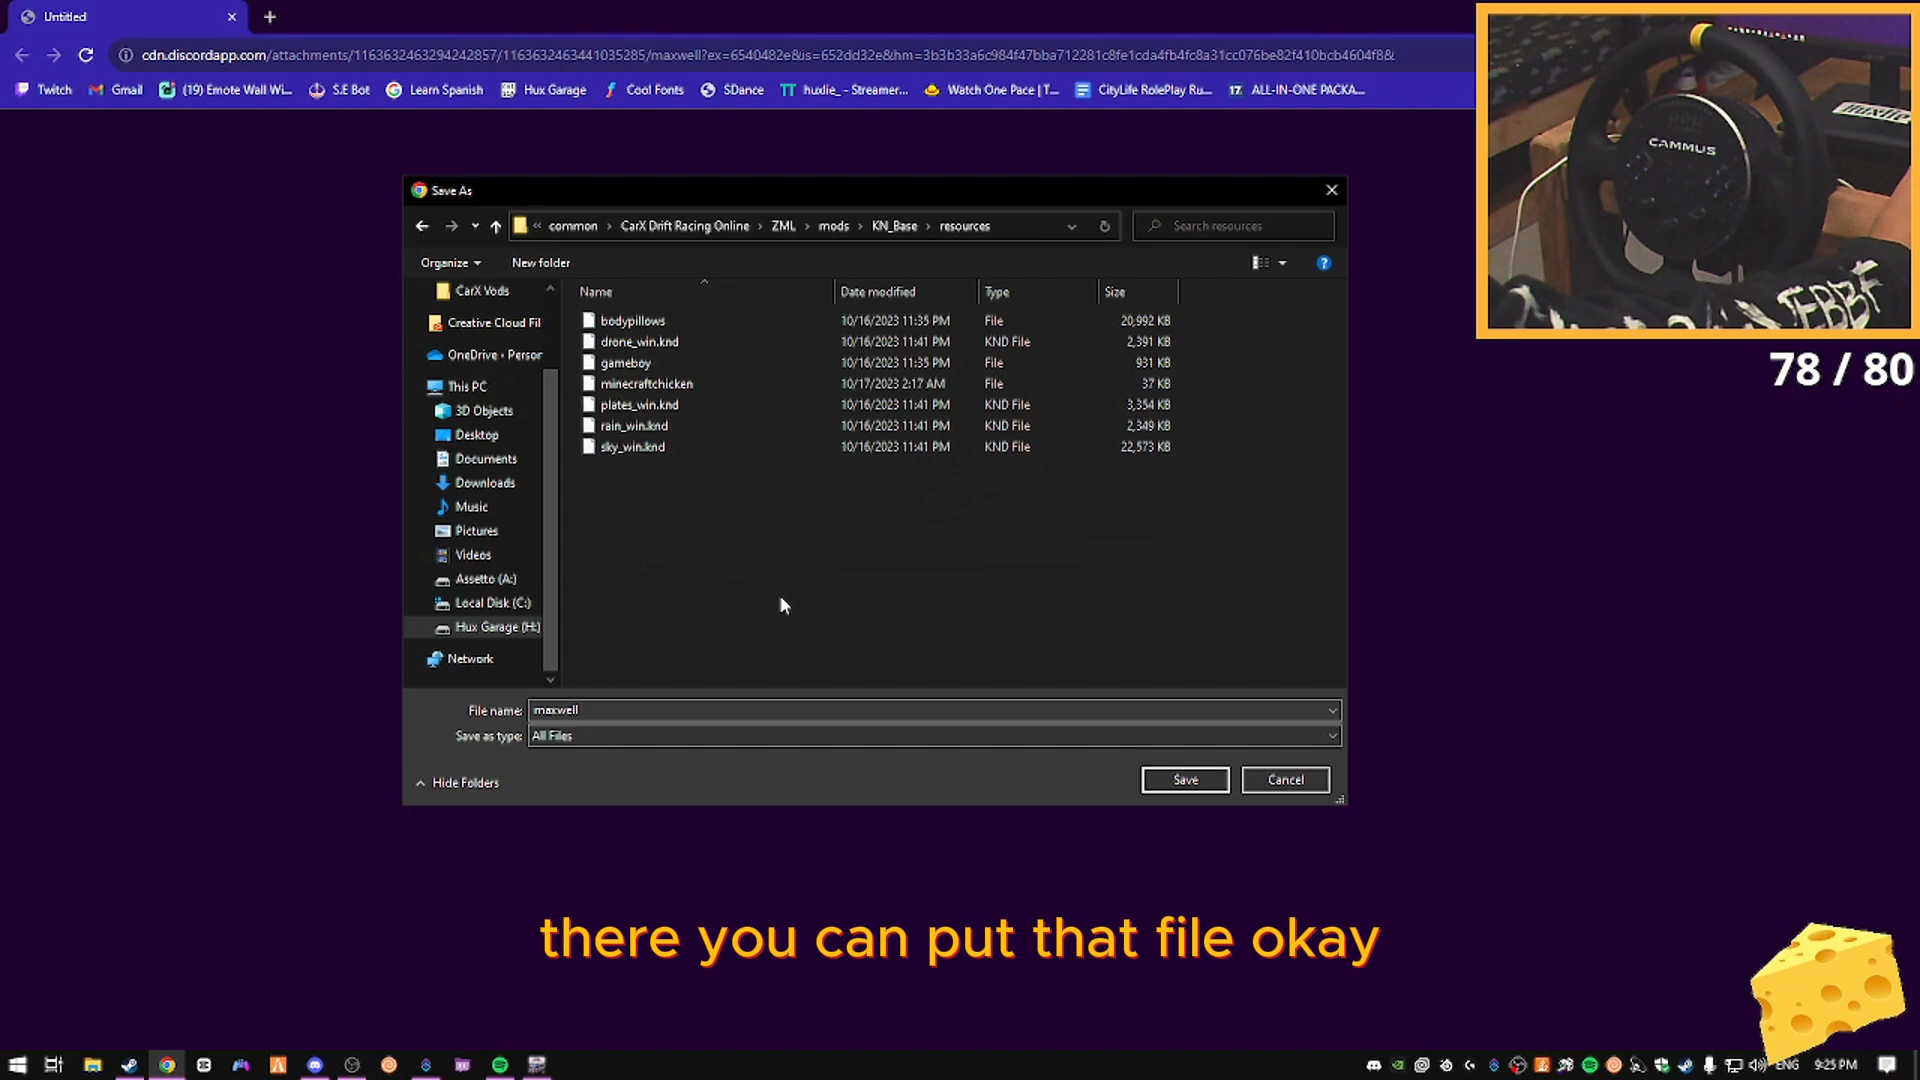 Untitled
cdn.discordapp.com/attachments/1163632463294242857/1163632463441035285/maxwell?ex=6540482e&is=652dd32e&hm=3b3b33a6c984f47bba712281c8fe1cda4fb4fc8a31cc076be82f410bcb4604f8&
Twitch Gmail (19) Emote Wall Wi... S.E Bot Learn Spanish Hux Garage Cool Fonts SDance huxlie_ - Streamer... Watch One Pace | T... CityLife RolePlay Ru... 17 ALL-IN-ONE PACKA...
CAMMUS
78 / 80
Save As
« common › CarX Drift Racing Online › ZML › mods › KN_Base › resources
Search resources
Organize New folder
Name Date modified Type Size
bodypillows 10/16/2023 11:35 PM File 20,992 KB
drone_win.knd 10/16/2023 11:41 PM KND File 2,391 KB
gameboy 10/16/2023 11:35 PM File 931 KB
minecraftchicken 10/17/2023 2:17 AM File 37 KB
plates_win.knd 10/16/2023 11:41 PM KND File 3,354 KB
rain_win.knd 10/16/2023 11:41 PM KND File 2,349 KB
sky_win.knd 10/16/2023 11:41 PM KND File 22,573 KB
CarX Vods
Creative Cloud Fil
OneDrive - Person
This PC
3D Objects
Desktop
Documents
Downloads
Music
Pictures
Videos
Assetto (A:)
Local Disk (C:)
Hux Garage (H:)
Network
File name: maxwell
Save as type: All Files
Hide Folders
Save Cancel
there you can put that file okay
ENG 9:25 PM